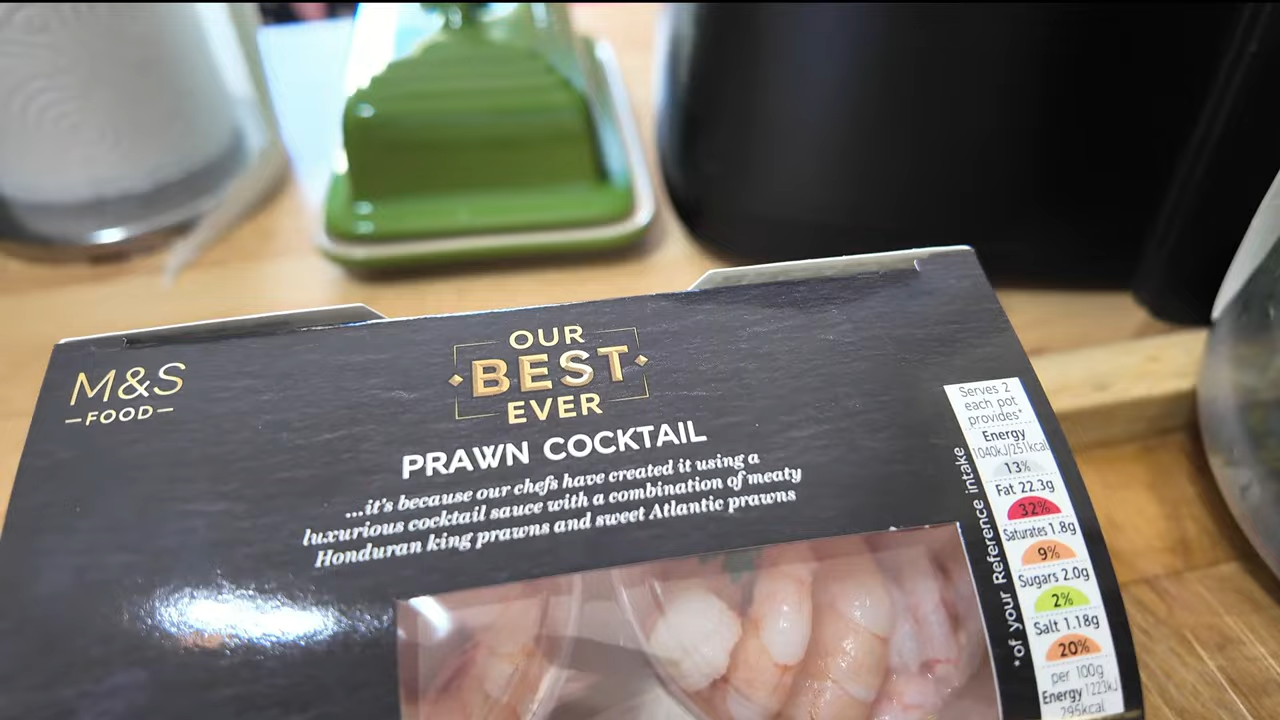 M&S
FOOD
OUR
BEST
EVER
PRAWN COCKTAIL
...it's because our chefs have created it using a
luxurious cocktail sauce with a combination of meaty
Honduran king prawns and sweet Atlantic prawns
Serves 2
each pot
provides*
Energy
1040kJ/251kcal
13%
Fat 22.3g
32%
Saturates 1.8g
9%
Sugars 2.0g
2%
Salt 1.18g
20%
per 100g
Energy 1223kJ
295kcal
*of your Reference intake